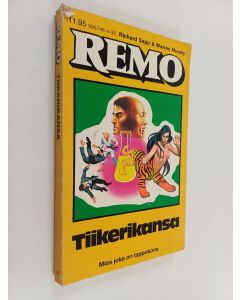 11.95
Richard Sapir & Warren Murphy
REMO
Tiikerikansa
Mies joka on tappokone
REMO TIIKERIKANSA